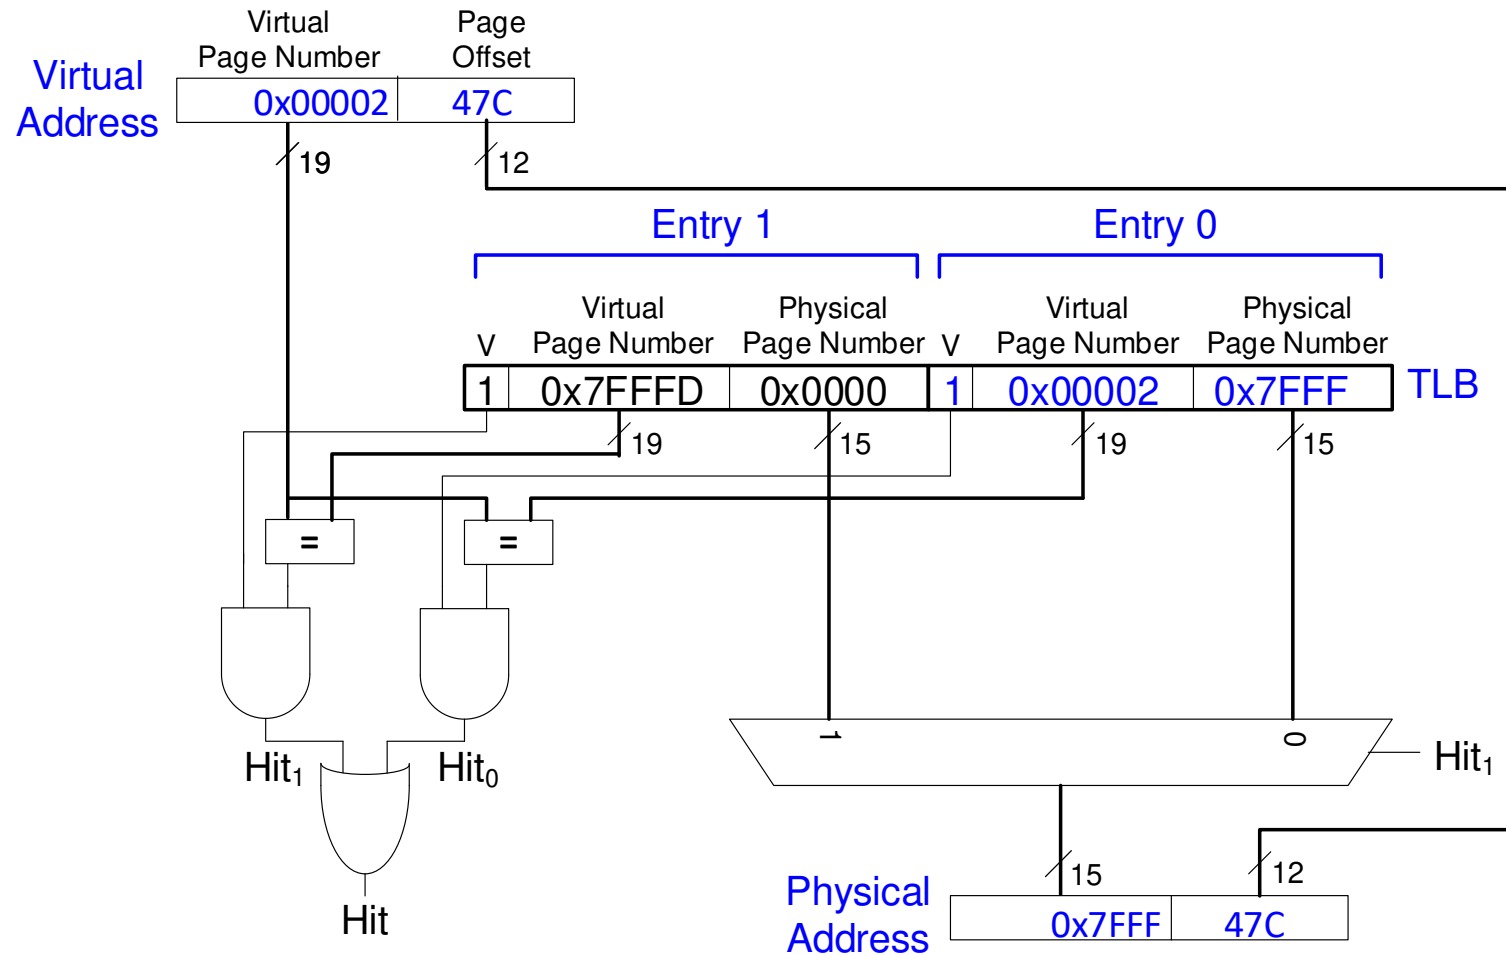 Virtual
Page Number
Page
Offset
Virtual
Address
0x00002
47C
19
12
Entry 1
Entry 0
V
Virtual
Page Number
Physical
Page Number
V
Virtual
Page Number
Physical
Page Number
1
0x7FFFD
0x0000
1
0x00002
0x7FFF
TLB
19
15
19
15
=
=
1
0
Hit1
Hit0
Hit1
Hit
15
12
Physical
Address
0x7FFF
47C